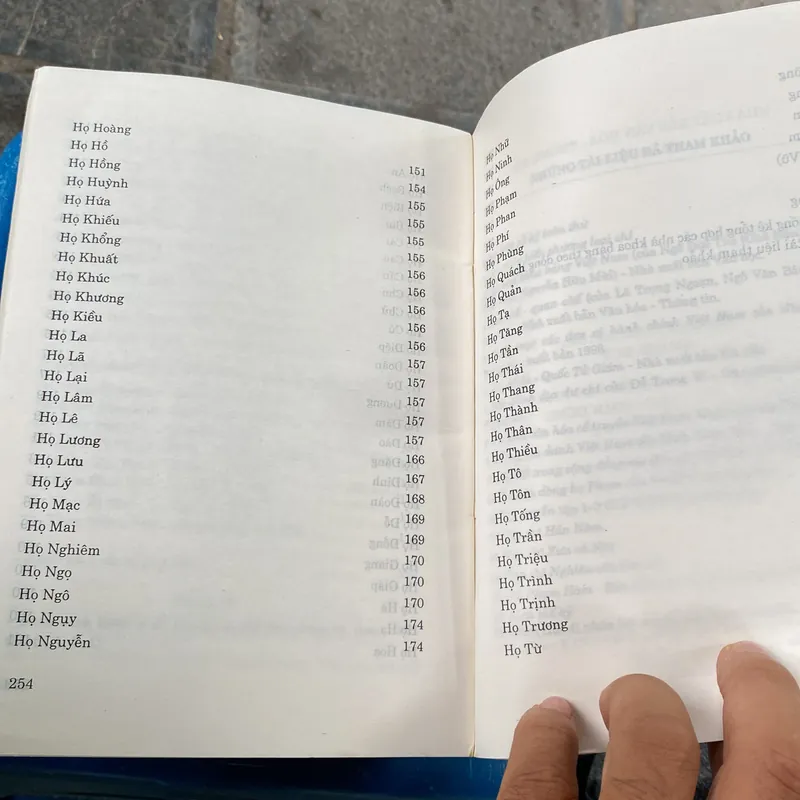 Họ Hoàng 151
Họ Hồ 154
Họ Hồng 155
Họ Huỳnh 155
Họ Hứa 155
Họ Khiếu 155
Họ Khổng 156
Họ Khuất 156
Họ Khúc 156
Họ Khương 156
Họ Kiều 156
Họ La 157
Họ Lã 157
Họ Lại 157
Họ Lâm 157
Họ Lê 157
Họ Lương 166
Họ Lưu 167
Họ Lý 168
Họ Mạc 169
Họ Mai 169
Họ Nghiêm 170
Họ Ngọ 170
Họ Ngô 170
Họ Ngụy 174
Họ Nguyễn 174
254
Họ Nhữ
Họ Ninh
Họ Ông
Họ Phạm
Họ Phan
Họ Phí
Họ Phùng
Họ Quách
Họ Quản
Họ Tạ
Họ Tăng
Họ Tần
Họ Thái
Họ Thang
Họ Thành
Họ Thân
Họ Thiều
Họ Tô
Họ Tôn
Họ Tống
Họ Trần
Họ Triệu
Họ Trình
Họ Trịnh
Họ Trương
Họ Từ